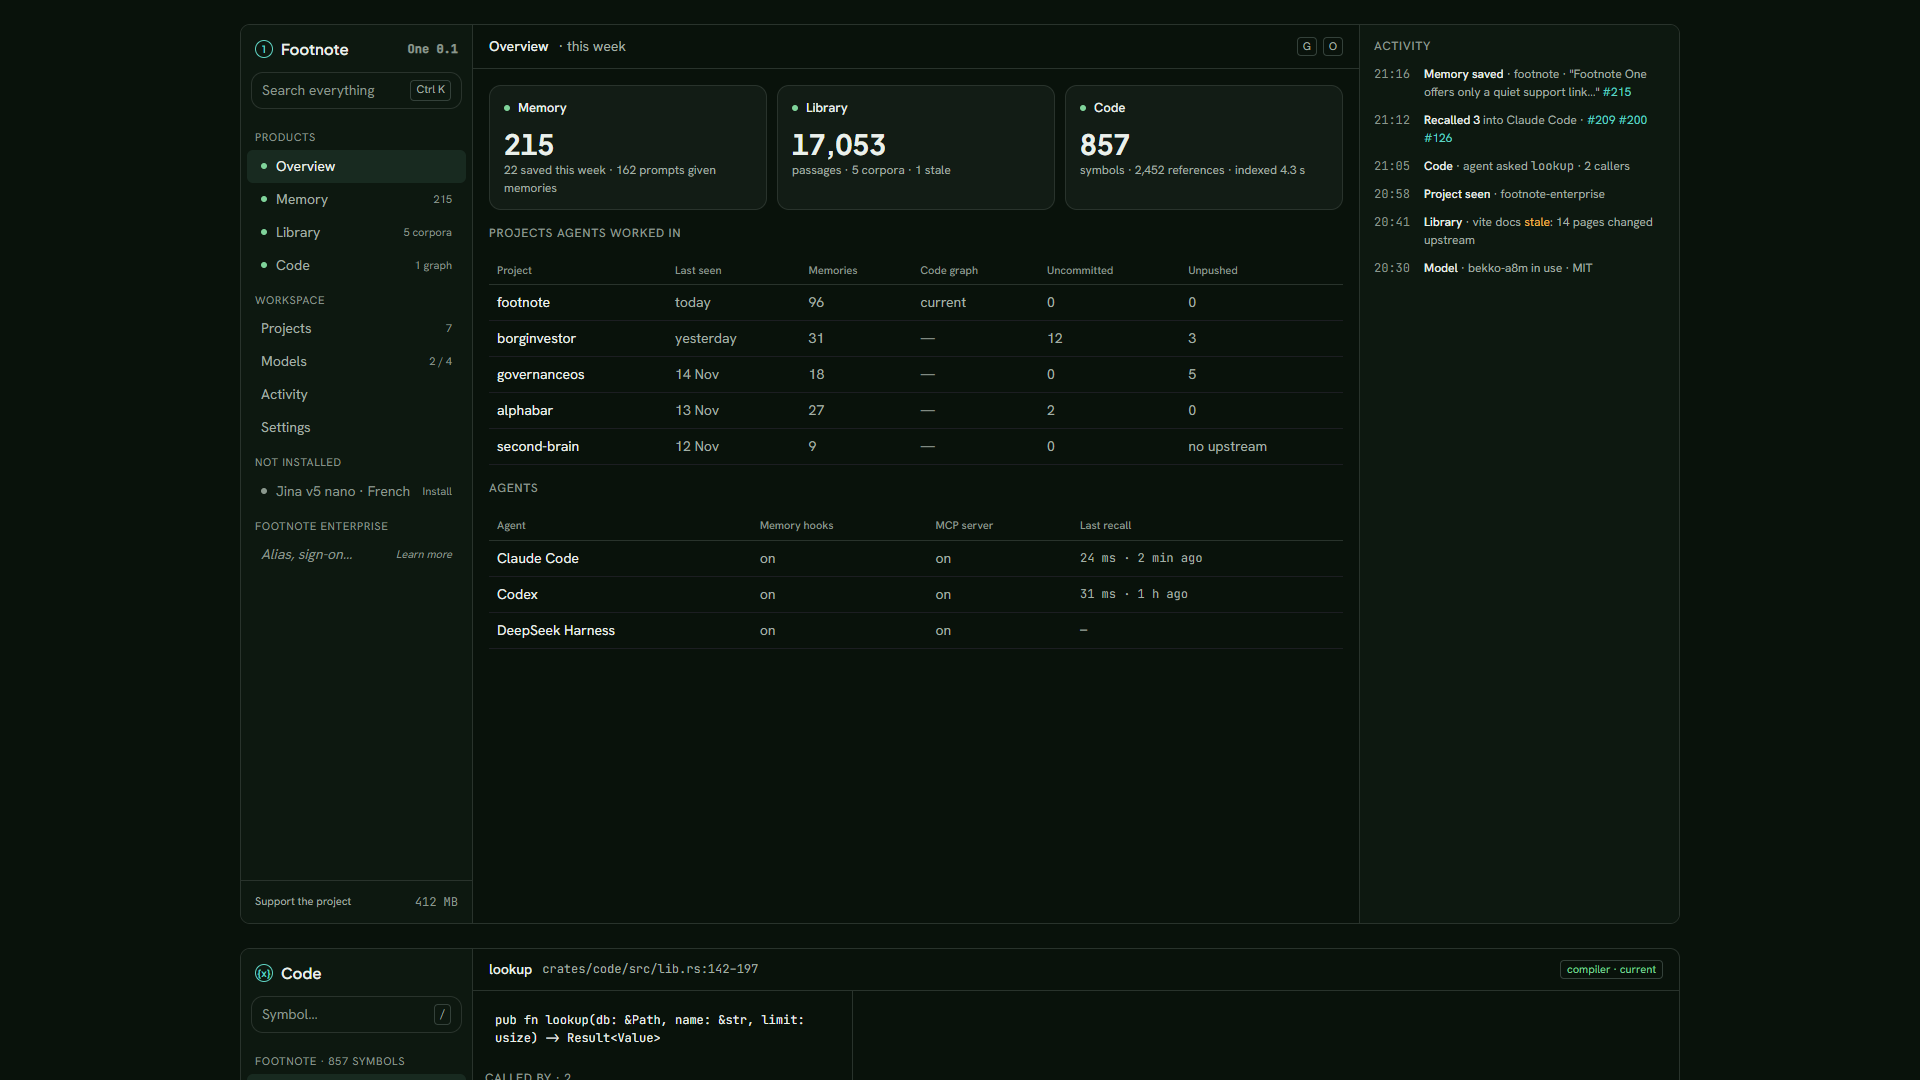 1 Footnote One 0.1
Search everything Ctrl K
PRODUCTS
Overview
Memory 215
Library 5 corpora
Code 1 graph
WORKSPACE
Projects 7
Models 2 / 4
Activity
Settings
NOT INSTALLED
Jina v5 nano · French Install
FOOTNOTE ENTERPRISE
Alias, sign-on... Learn more
Support the project 412 MB
Overview · this week G O
Memory
215
22 saved this week · 162 prompts given
memories
Library
17,053
passages · 5 corpora · 1 stale
Code
857
symbols · 2,452 references · indexed 4.3 s
PROJECTS AGENTS WORKED IN
Project Last seen Memories Code graph Uncommitted Unpushed
footnote today 96 current 0 0
borginvestor yesterday 31 — 12 3
governanceos 14 Nov 18 — 0 5
alphabar 13 Nov 27 — 2 0
second-brain 12 Nov 9 — 0 no upstream
AGENTS
Agent Memory hooks MCP server Last recall
Claude Code on on 24 ms · 2 min ago
Codex on on 31 ms · 1 h ago
DeepSeek Harness on on –
ACTIVITY
21:16 Memory saved · footnote · "Footnote One
offers only a quiet support link..." #215
21:12 Recalled 3 into Claude Code · #209 #200
#126
21:05 Code · agent asked lookup · 2 callers
20:58 Project seen · footnote-enterprise
20:41 Library · vite docs stale: 14 pages changed
upstream
20:30 Model · bekko-a8m in use · MIT
{x} Code
Symbol... /
FOOTNOTE · 857 SYMBOLS
lookup crates/code/src/lib.rs:142–197 compiler · current
pub fn lookup(db: &Path, name: &str, limit:
usize) -> Result<Value>
CALLED BY · 2